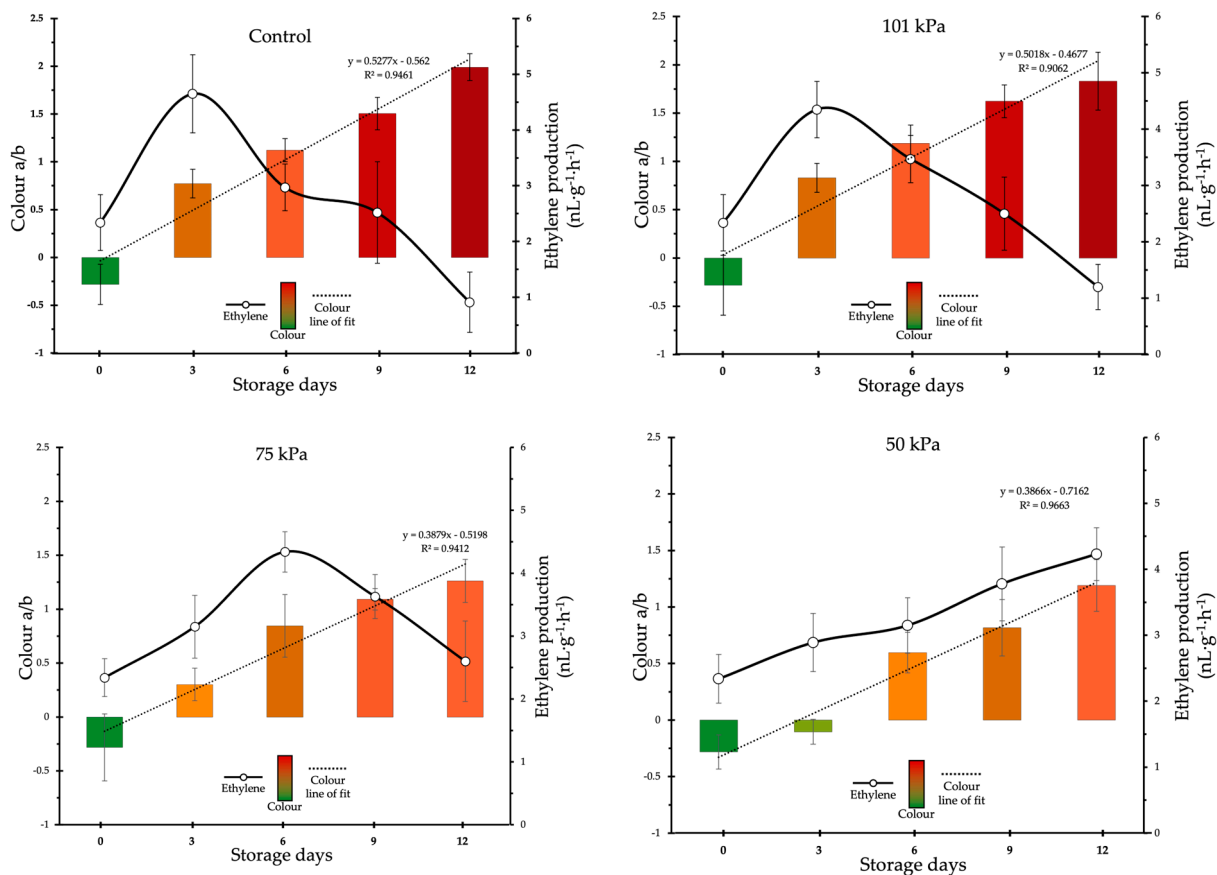 Control
y = 0.5277x - 0.562
R² = 0.9461
Colour a/b
2.5
2
1.5
1
0.5
0
-0.5
-1
6
5
4
3
2
1
0
Ethylene production
(nL·g⁻¹·h⁻¹)
Ethylene
Colour
Colour
line of fit
0 3 6 9 12
Storage days
101 kPa
y = 0.5018x - 0.4677
R² = 0.9062
Colour a/b
2.5
2
1.5
1
0.5
0
-0.5
-1
6
5
4
3
2
1
0
Ethylene production
(nL·g⁻¹·h⁻¹)
Ethylene
Colour
Colour
line of fit
0 3 6 9 12
Storage days
75 kPa
y = 0.3879x - 0.5198
R² = 0.9412
Colour a/b
2.5
2
1.5
1
0.5
0
-0.5
-1
6
5
4
3
2
1
0
Ethylene production
(nL·g⁻¹·h⁻¹)
Ethylene
Colour
Colour
line of fit
0 3 6 9 12
Storage days
50 kPa
y = 0.3866x - 0.7162
R² = 0.9663
Colour a/b
2.5
2
1.5
1
0.5
0
-0.5
-1
6
5
4
3
2
1
0
Ethylene production
(nL·g⁻¹·h⁻¹)
Ethylene
Colour
Colour
line of fit
0 3 6 9 12
Storage days